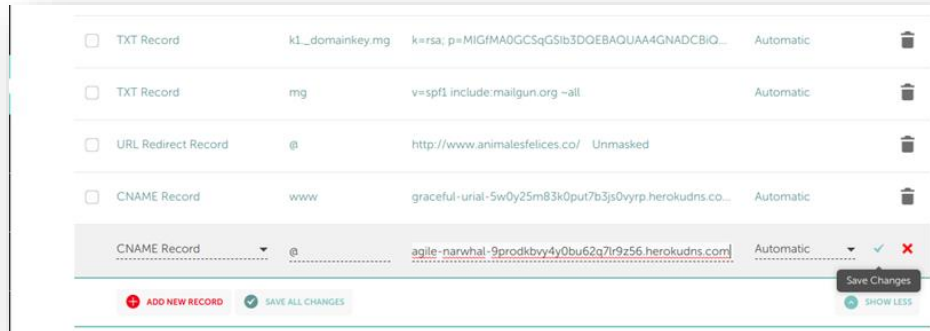 TXT Record k1._domainkey.mg k=rsa; p=MIGfMA0GCSqGSIb3DQEBAQUAA4GNADCBiQ... Automatic
TXT Record mg v=spf1 include:mailgun.org ~all Automatic
URL Redirect Record @ http://www.animalesfelices.co/ Unmasked
CNAME Record www graceful-urial-5w0y25m83k0put7b3js0vyrp.herokudns.co... Automatic
CNAME Record @ agile-narwhal-9prodkbvy4y0bu62q7lr9z56.herokudns.com Automatic
Save Changes
ADD NEW RECORD SAVE ALL CHANGES SHOW LESS